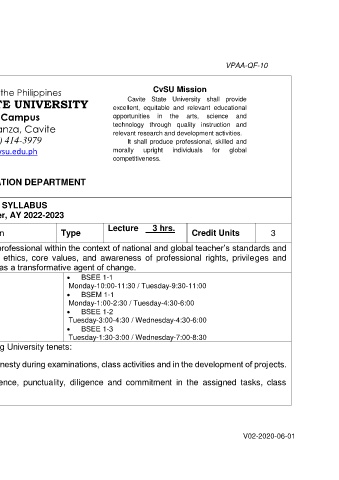 VPAA-QF-10
the Philippines
TE UNIVERSITY
Campus
anza, Cavite
) 414-3979
vsu.edu.ph
CvSU Mission
Cavite State University shall provide
excellent, equitable and relevant educational
opportunities in the arts, science and
technology through quality instruction and
relevant research and development activities.
It shall produce professional, skilled and
morally upright individuals for global
competitiveness.
ATION DEPARTMENT
SYLLABUS
er, AY 2022-2023
n Type Lecture 3 hrs. Credit Units 3
professional within the context of national and global teacher's standards and
ethics, core values, and awareness of professional rights, privileges and
as a transformative agent of change.
• BSEE 1-1
Monday-10:00-11:30 / Tuesday-9:30-11:00
• BSEM 1-1
Monday-1:00-2:30 / Tuesday-4:30-6:00
• BSEE 1-2
Tuesday-3:00-4:30 / Wednesday-4:30-6:00
• BSEE 1-3
Tuesday-1:30-3:00 / Wednesday-7:00-8:30
ng University tenets:
nesty during examinations, class activities and in the development of projects.
ence, punctuality, diligence and commitment in the assigned tasks, class
V02-2020-06-01